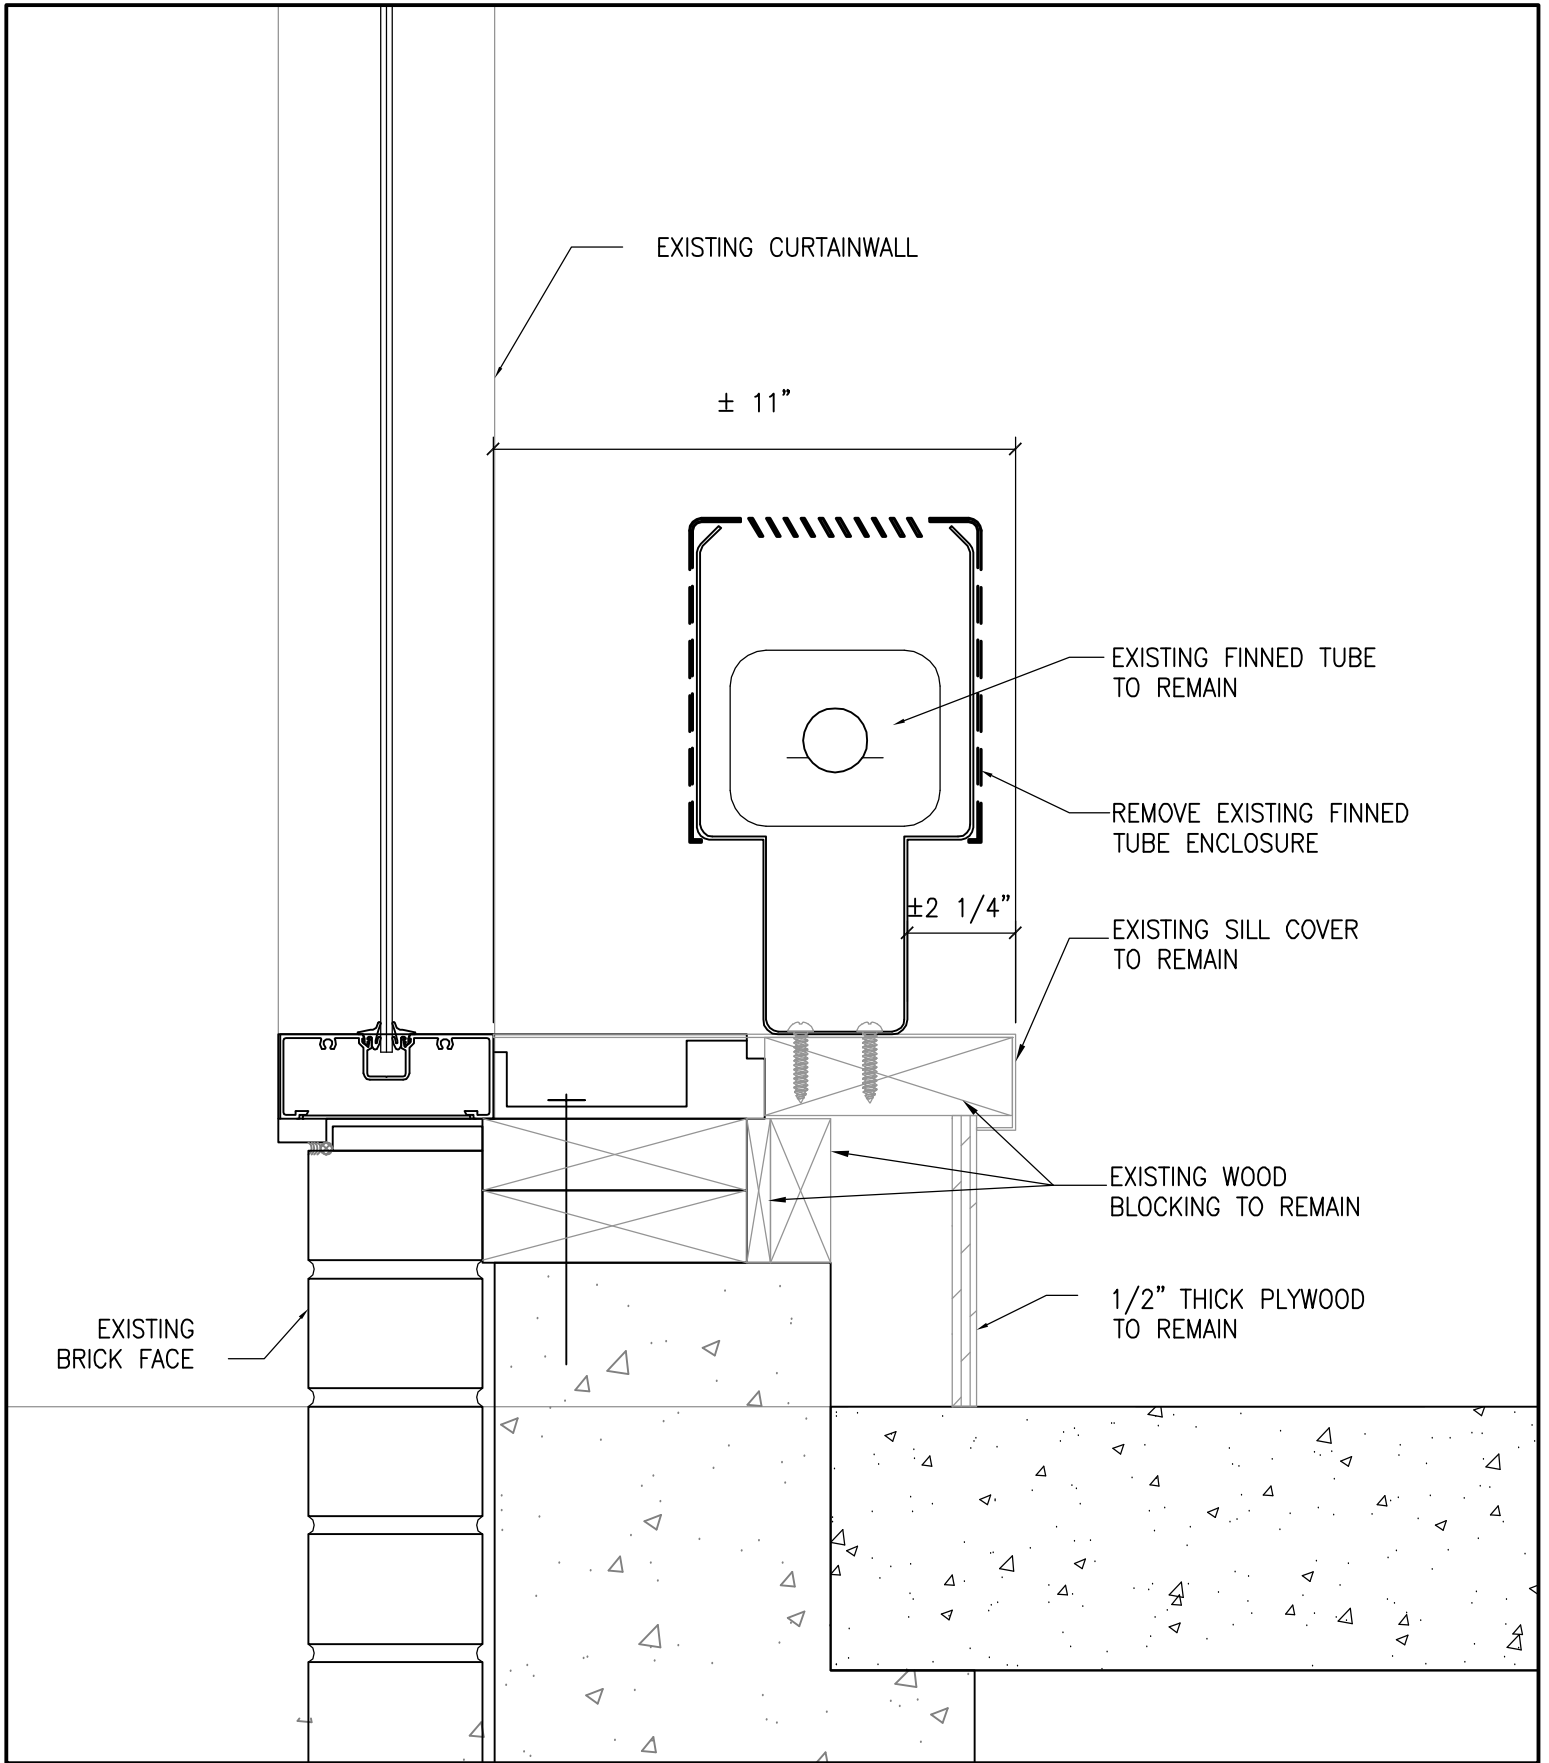 EXISTING CURTAINWALL
± 11"
EXISTING FINNED TUBE
TO REMAIN
REMOVE EXISTING FINNED
TUBE ENCLOSURE
±2 1/4"
EXISTING SILL COVER
TO REMAIN
EXISTING WOOD
BLOCKING TO REMAIN
1/2" THICK PLYWOOD
TO REMAIN
EXISTING
BRICK FACE